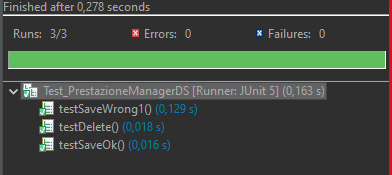 Finished after 0,278 seconds
Runs: 3/3 Errors: 0 Failures: 0
Test_PrestazioneManagerDS [Runner: JUnit 5] (0,163 s)
testSaveWrong1() (0,129 s)
testDelete() (0,018 s)
testSaveOk() (0,016 s)